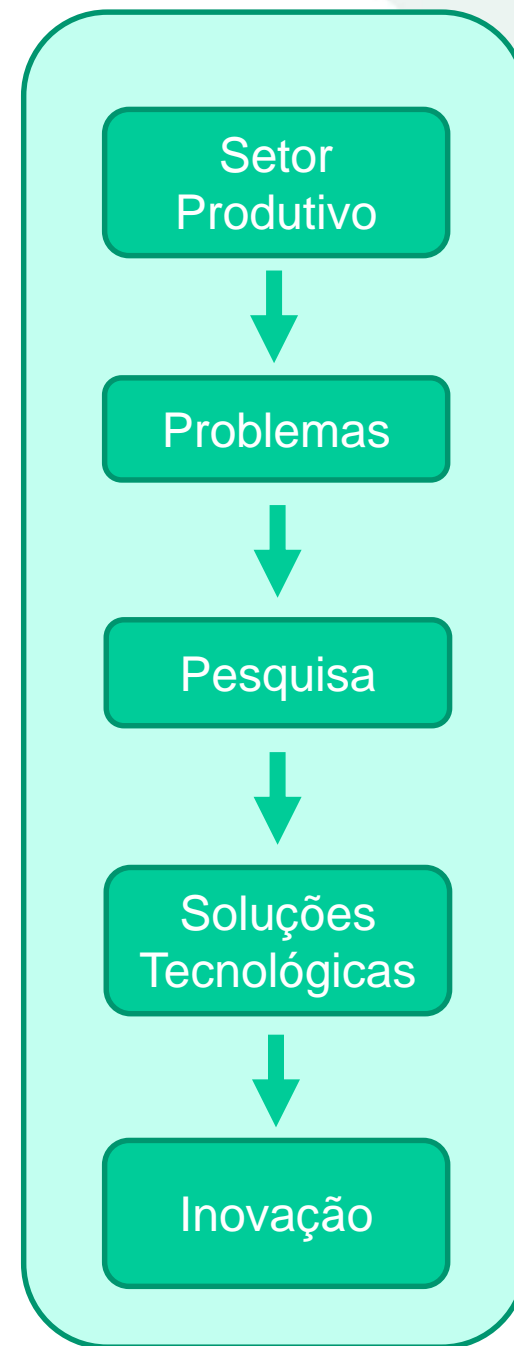 Setor
Produtivo
Problemas
Pesquisa
Soluções
Tecnológicas
Inovação